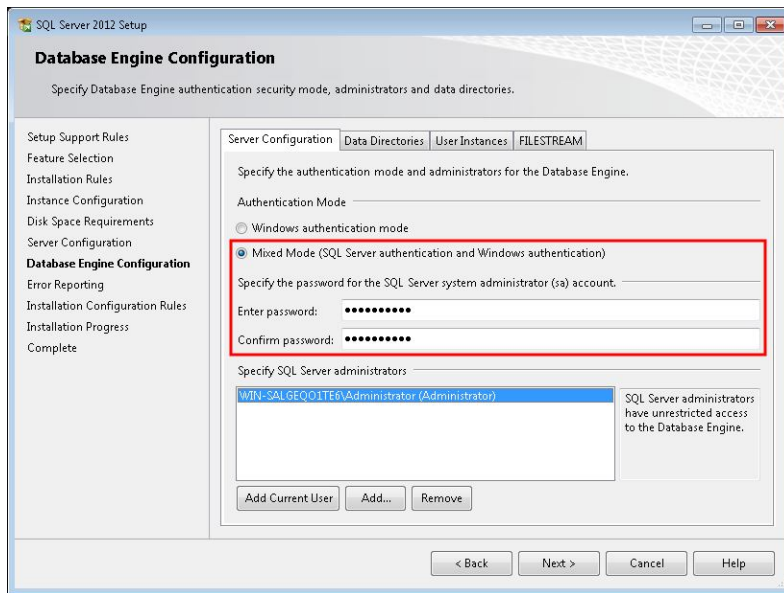 SQL Server 2012 Setup
Database Engine Configuration
Specify Database Engine authentication security mode, administrators and data directories.
Setup Support Rules
Feature Selection
Installation Rules
Instance Configuration
Disk Space Requirements
Server Configuration
Database Engine Configuration
Error Reporting
Installation Configuration Rules
Installation Progress
Complete
Server Configuration Data Directories User Instances FILESTREAM
Specify the authentication mode and administrators for the Database Engine.
Authentication Mode
Windows authentication mode
Mixed Mode (SQL Server authentication and Windows authentication)
Specify the password for the SQL Server system administrator (sa) account.
Enter password: ●●●●●●●●●●
Confirm password: ●●●●●●●●●●
Specify SQL Server administrators
WIN-SALGEQO1TE6\Administrator (Administrator)
SQL Server administrators
have unrestricted access
to the Database Engine.
Add Current User Add... Remove
< Back Next > Cancel Help